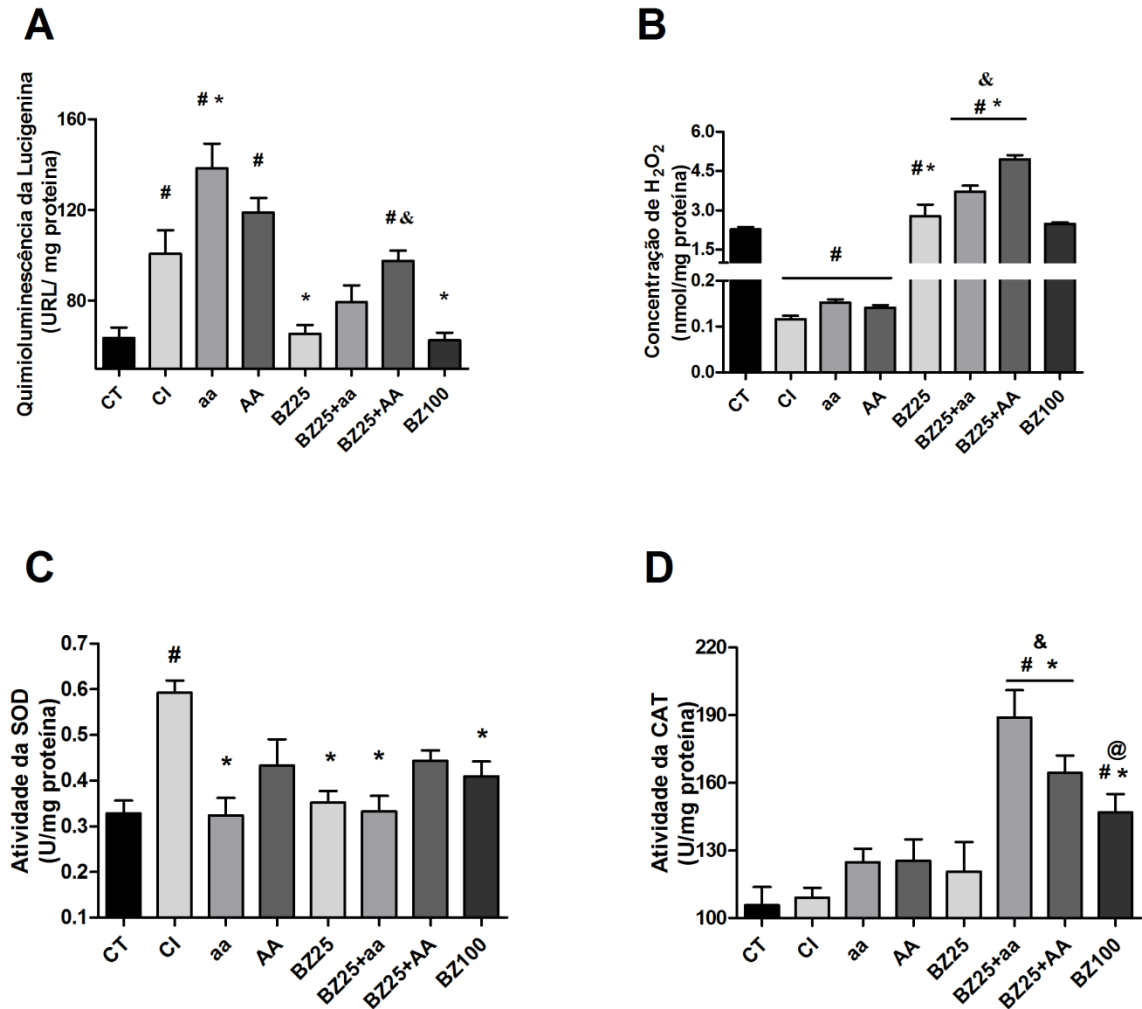 A
Quimioluminescência da Lucigenina
(URL/ mg proteína)
160
120
80
# *
#
#
# &
*
*
CT
CI
aa
AA
BZ25
BZ25+aa
BZ25+AA
BZ100
B
Concentração de H₂O₂
(nmol/mg proteína)
6.0
4.5
3.0
1.5
0.2
0.1
0.0
&
# *
#*
#
CT
CI
aa
AA
BZ25
BZ25+aa
BZ25+AA
BZ100
C
Atividade da SOD
(U/mg proteína)
0.7
0.6
0.5
0.4
0.3
0.2
0.1
#
*
*
*
*
CT
CI
aa
AA
BZ25
BZ25+aa
BZ25+AA
BZ100
D
Atividade da CAT
(U/mg proteína)
220
190
160
130
100
&
# *
@
# *
CT
CI
aa
AA
BZ25
BZ25+aa
BZ25+AA
BZ100